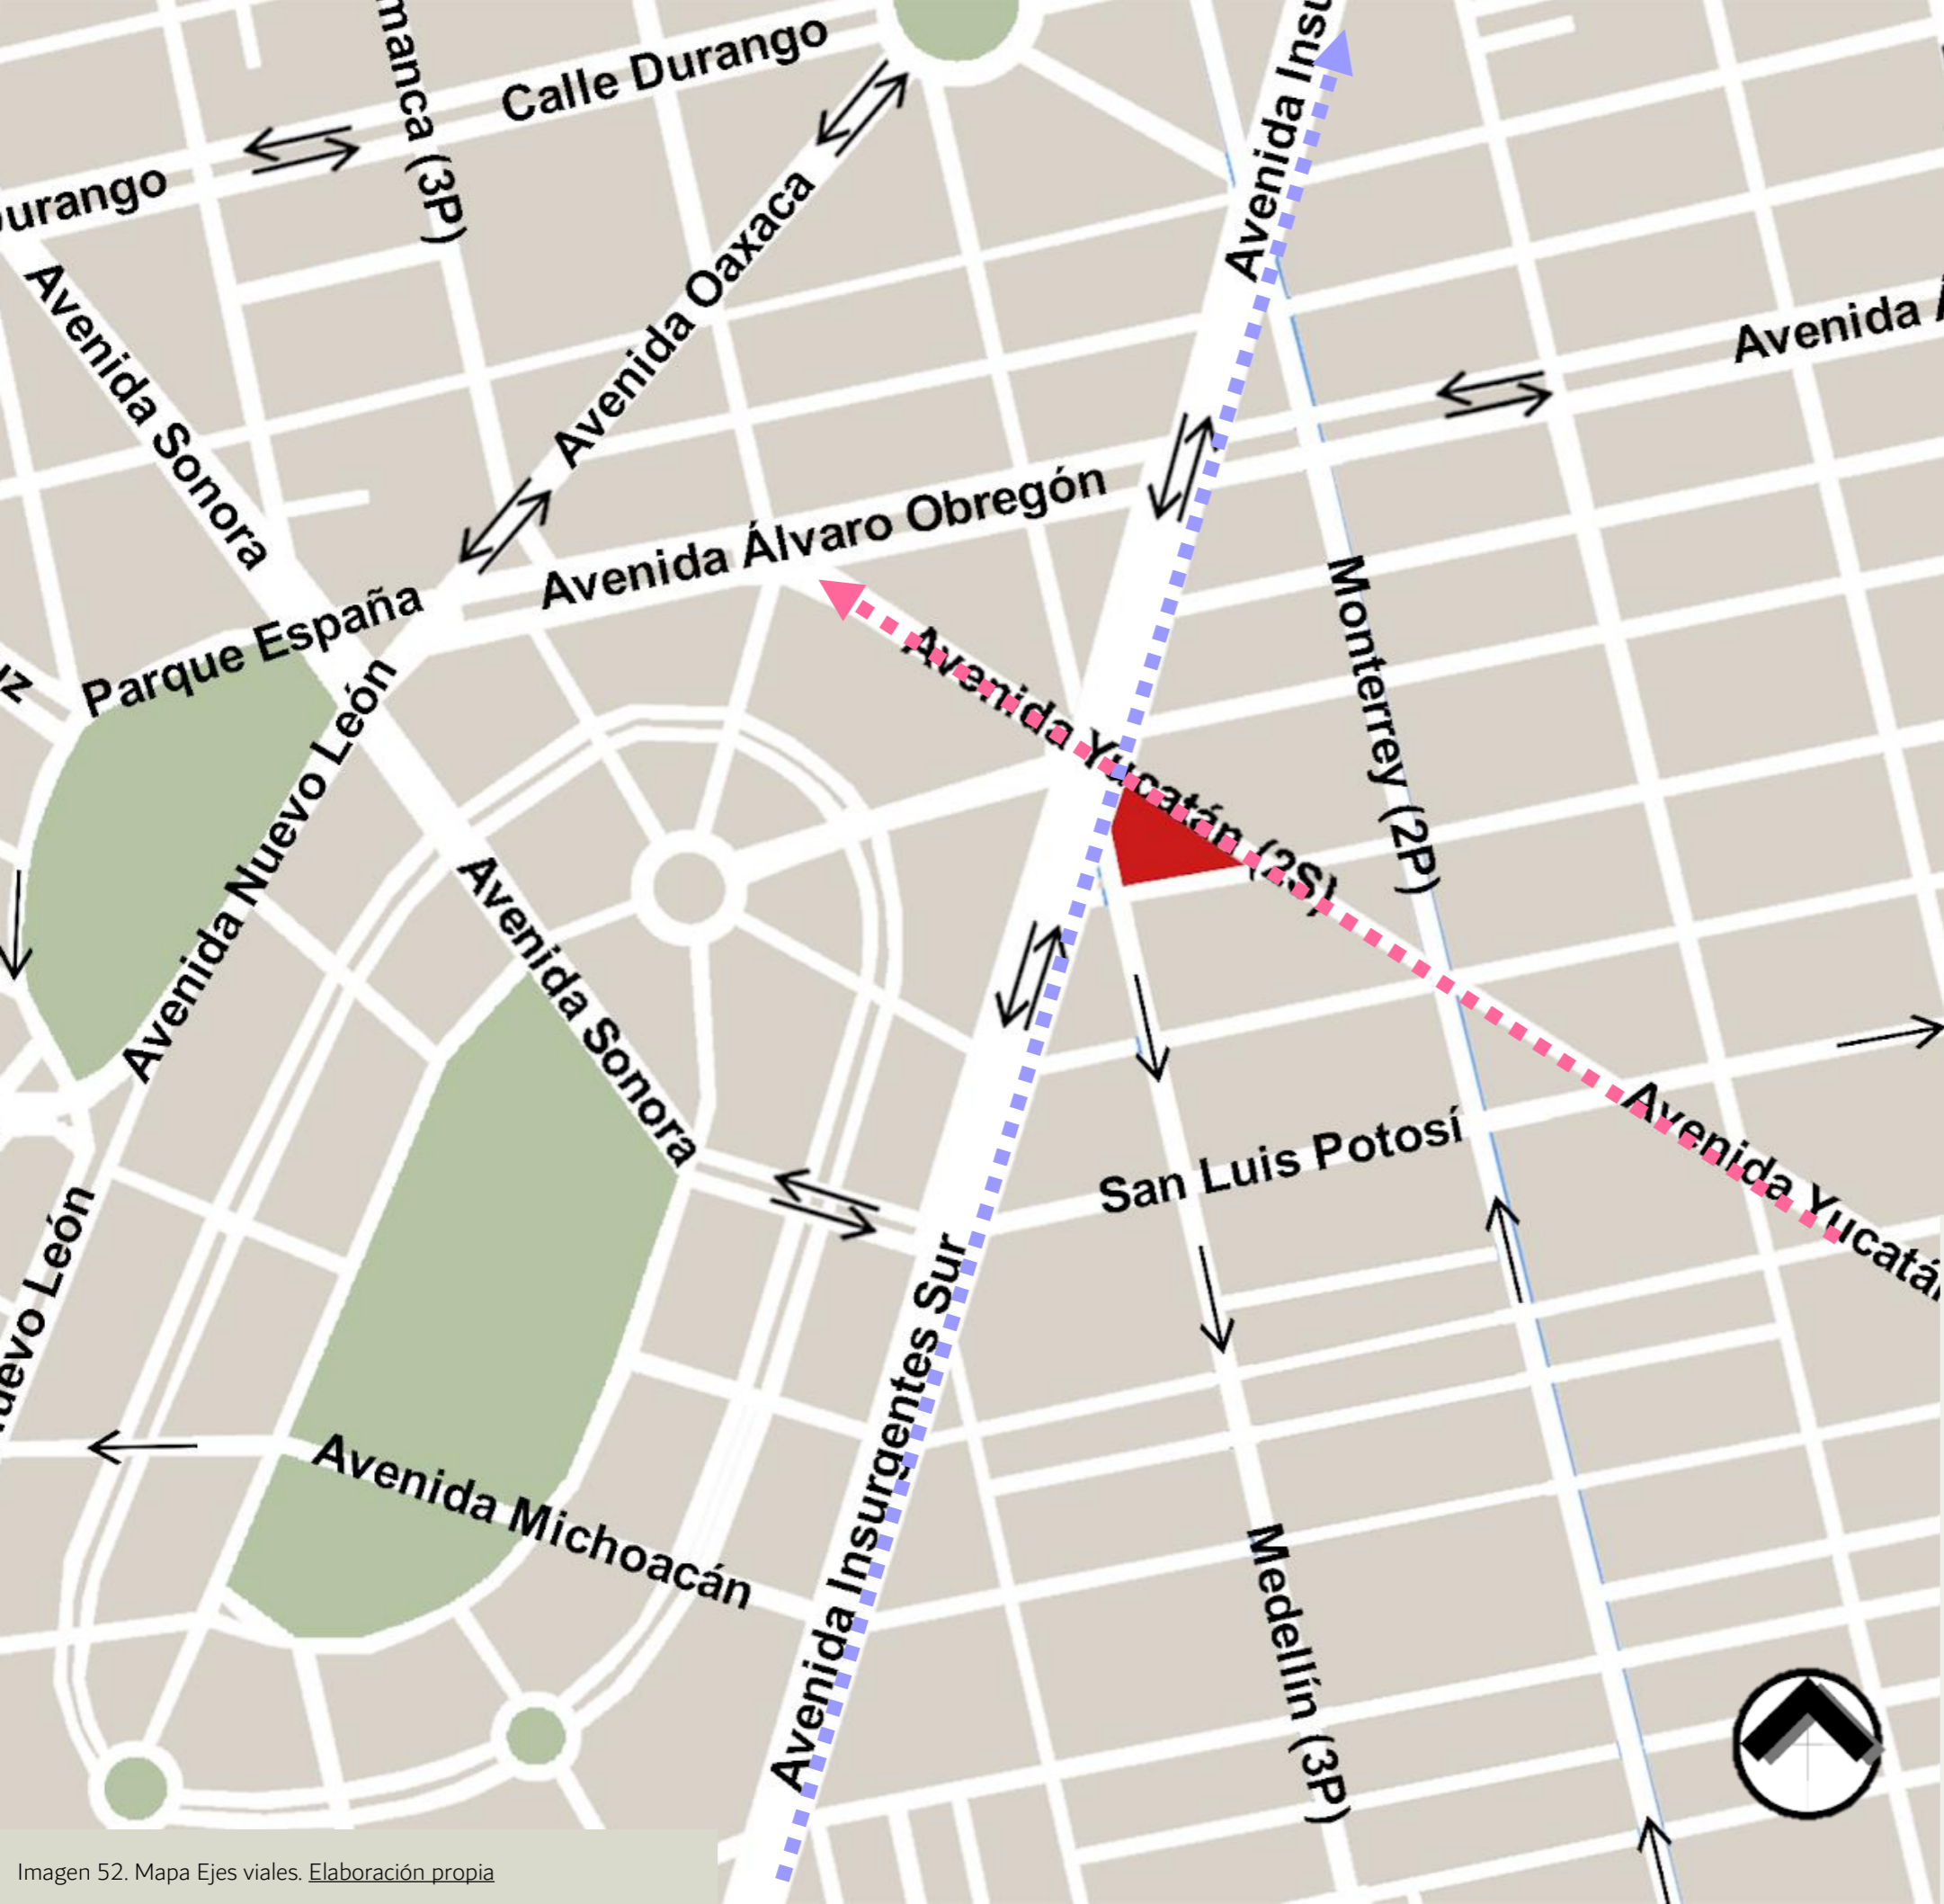 manca (3P)
Calle Durango
Avenida Insu
urango
Avenida Oaxaca
Avenida Sonora
Avenida
Avenida Álvaro Obregón
Parque España
Avenida Yucatán (2S)
Monterrey (2P)
Avenida Nuevo León
Avenida Sonora
San Luis Potosí
Avenida Yucatá
uevo León
Avenida Insurgentes Sur
Avenida Michoacán
Medellín (3P)
Imagen 52. Mapa Ejes viales. Elaboración propia